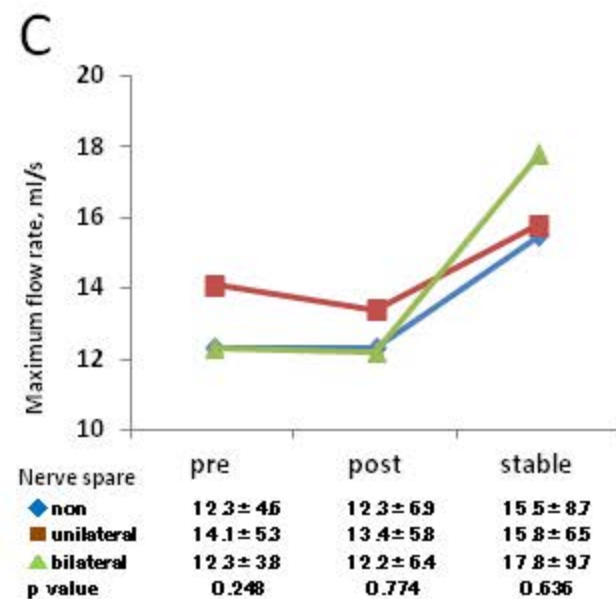 C
Maximum flow rate, ml/s
20
18
16
14
12
10
pre post stable
Nerve spare
non 12.3 ± 4.6 12.3 ± 6.9 15.5 ± 8.7
unilateral 14.1 ± 5.3 13.4 ± 5.8 15.8 ± 6.5
bilateral 12.3 ± 3.8 12.2 ± 6.4 17.8 ± 9.7
p value 0.248 0.774 0.636